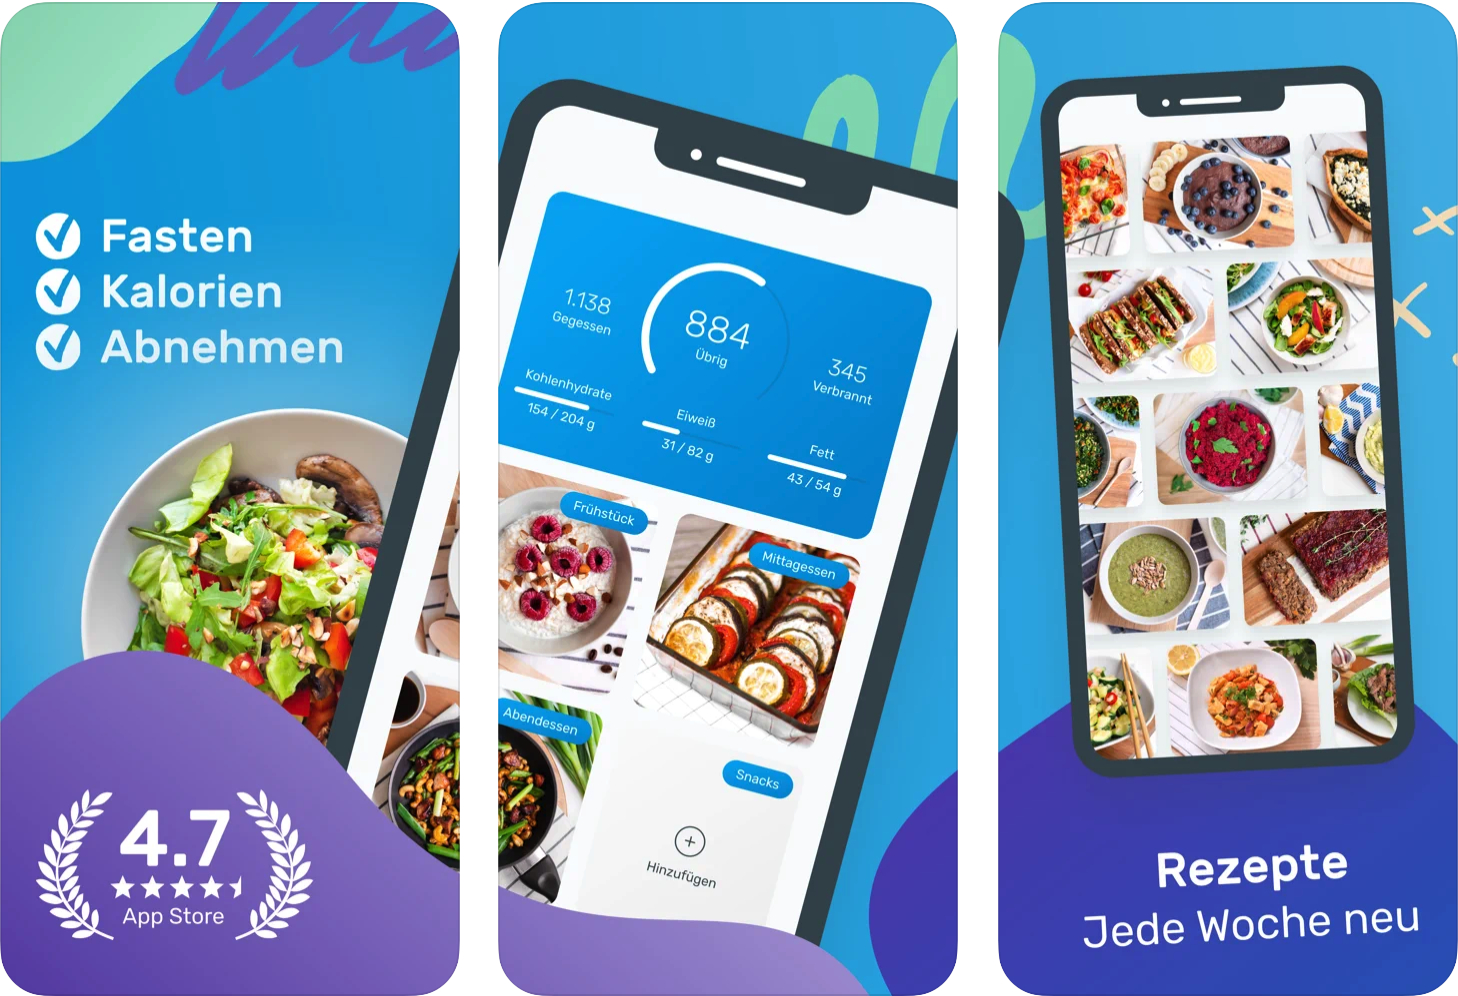 Fasten
Kalorien
Abnehmen
4.7
App Store
1.138
Gegessen
884
Übrig
345
Verbrannt
Kohlenhydrate
154 / 204 g
Eiweiß
31 / 82 g
Fett
43 / 54 g
Frühstück
Mittagessen
Abendessen
Snacks
Hinzufügen
Rezepte
Jede Woche neu